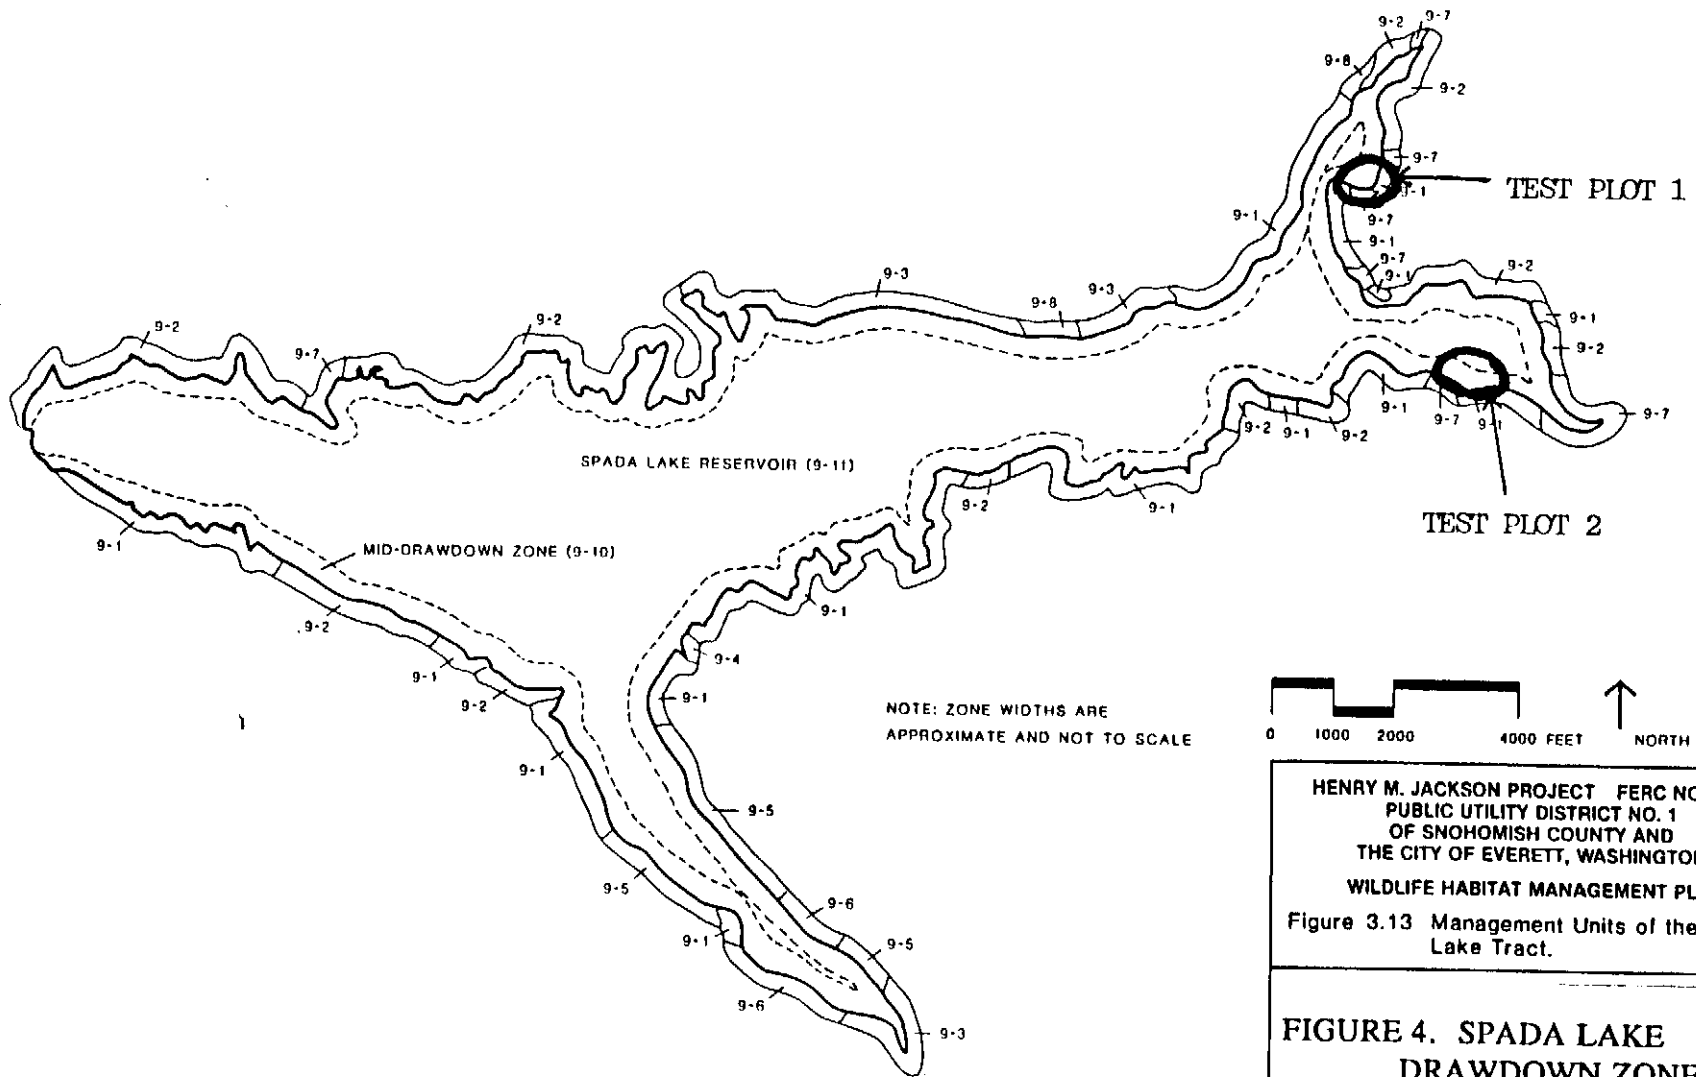 9-2
9-7
9-8
9-2
9-7
TEST PLOT 1
9-1
9-7
9-1
9-1
9-7
9-1
9-2
9-3
9-8
9-3
9-2
9-7
9-2
9-1
9-2
9-7
9-1
9-7
9-1
9-2
9-1
9-2
SPADA LAKE RESERVOIR (9-11)
9-2
9-1
TEST PLOT 2
9-1
MID-DRAWDOWN ZONE (9-10)
9-2
9-1
9-4
9-1
9-2
9-1
NOTE: ZONE WIDTHS ARE
APPROXIMATE AND NOT TO SCALE
0 1000 2000 4000 FEET
NORTH
9-1
9-5
9-5
9-6
9-1
9-5
9-6
9-3
HENRY M. JACKSON PROJECT FERC NO
PUBLIC UTILITY DISTRICT NO. 1
OF SNOHOMISH COUNTY AND
THE CITY OF EVERETT, WASHINGTO
WILDLIFE HABITAT MANAGEMENT PL
Figure 3.13 Management Units of the
Lake Tract.
FIGURE 4. SPADA LAKE
DRAWDOWN ZONE